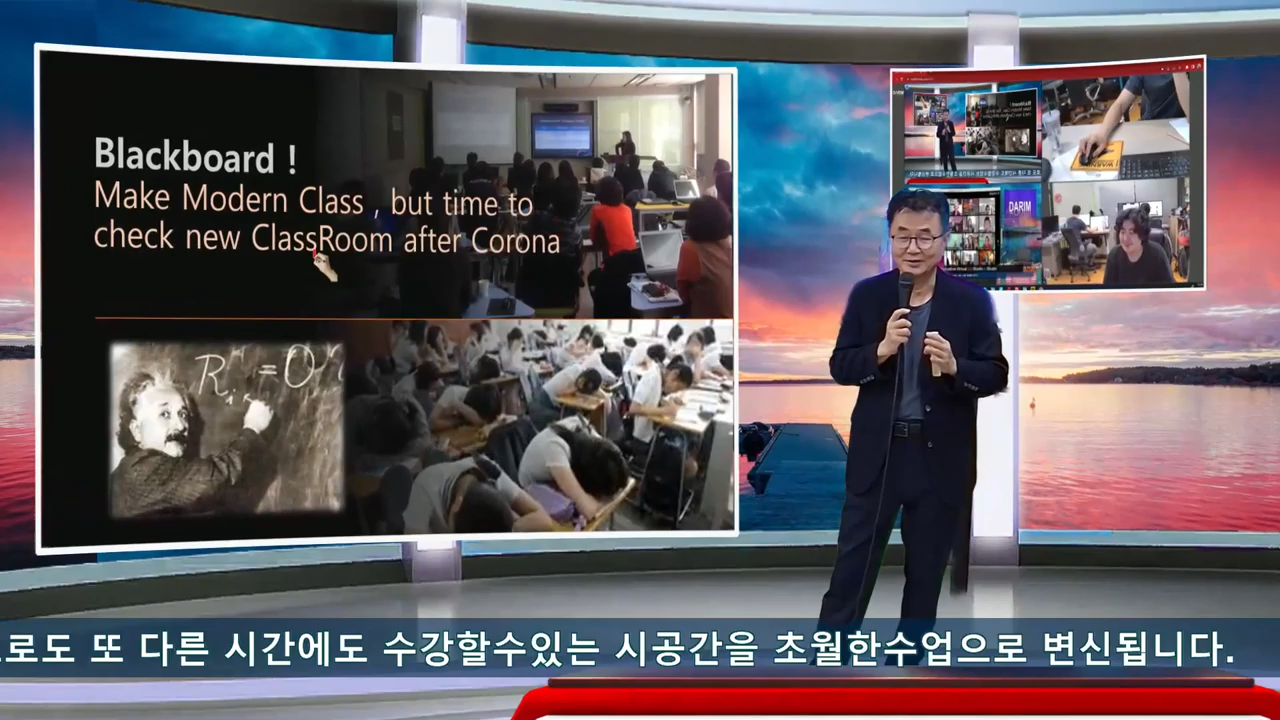 Blackboard !
Make Modern Class , but time to
check new ClassRoom after Corona
DARIM
로도 또 다른 시간에도 수강할수있는 시공간을 초월한수업으로 변신됩니다.